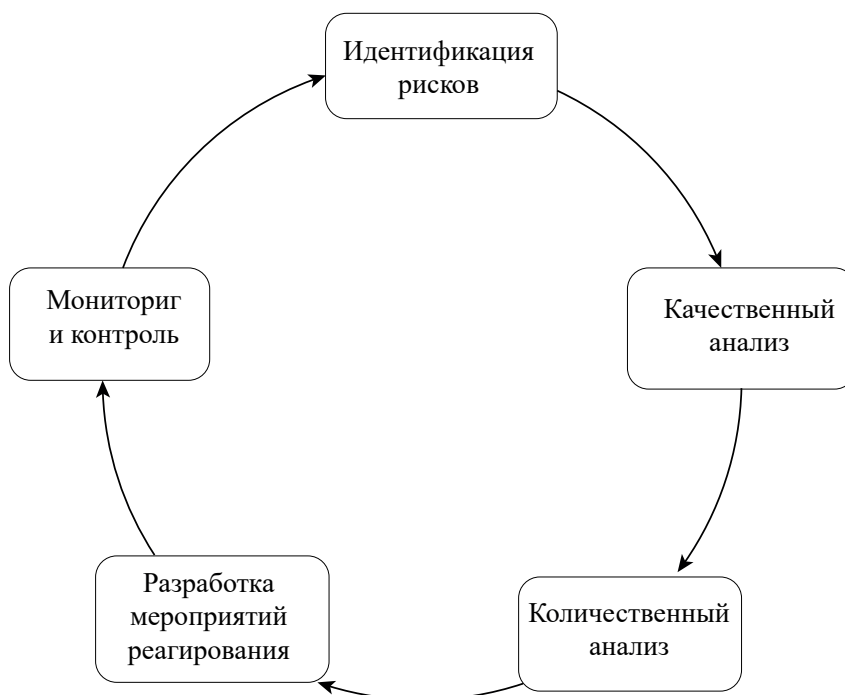 Идентификация
рисков
Качественный
анализ
Количественный
анализ
Разработка
мероприятий
реагирования
Мониториг
и контроль